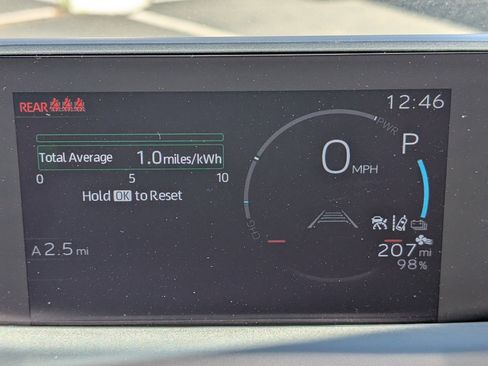 REAR
12:46
PWR
P
Total Average 1.0 miles/kWh
0 5 10
0 MPH
Hold OK to Reset
CHG
A 2.5 mi
207 mi
98%